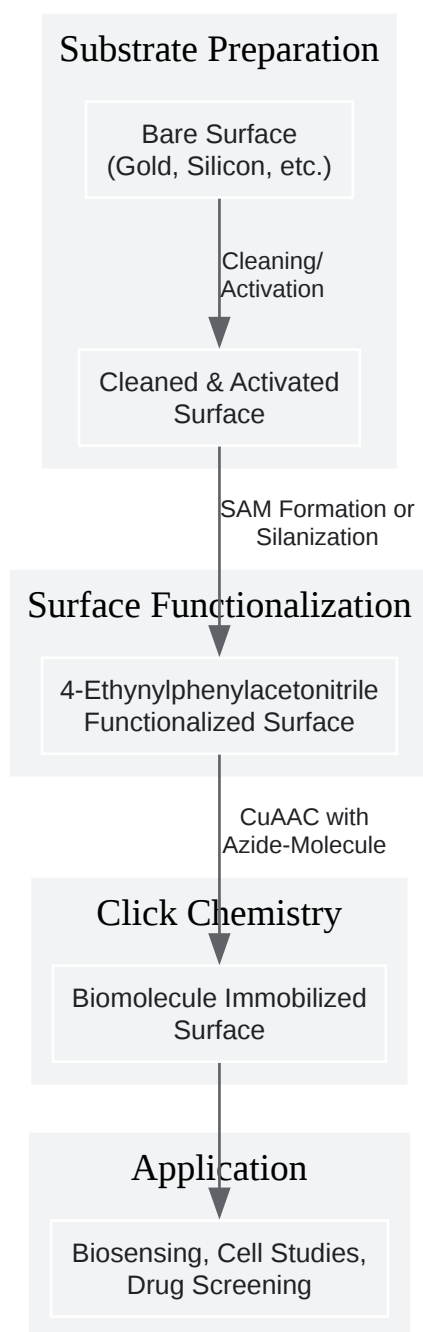 Substrate Preparation
Bare Surface
(Gold, Silicon, etc.)
Cleaning/
Activation
Cleaned & Activated
Surface
SAM Formation or
Silanization
Surface Functionalization
4-Ethynylphenylacetonitrile
Functionalized Surface
CuAAC with
Azide-Molecule
Click Chemistry
Biomolecule Immobilized
Surface
Application
Biosensing, Cell Studies,
Drug Screening